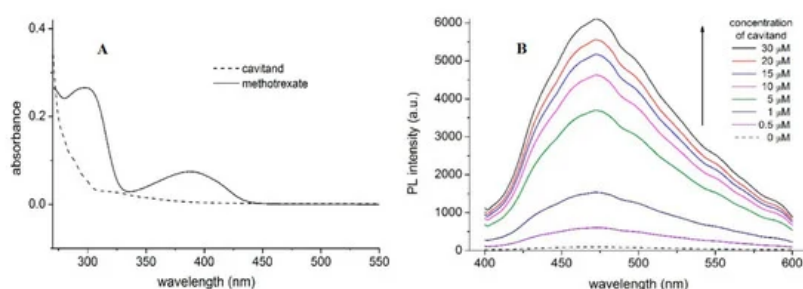 A
cavitand
methotrexate
absorbance
0.4
0.2
0.0
300
350
400
450
500
550
wavelength (nm)
B
concentration
of cavitand
30 µM
20 µM
15 µM
10 µM
5 µM
1 µM
0.5 µM
0 µM
PL intensity (a.u.)
6000
5000
4000
3000
2000
1000
0
400
450
500
550
600
wavelength (nm)